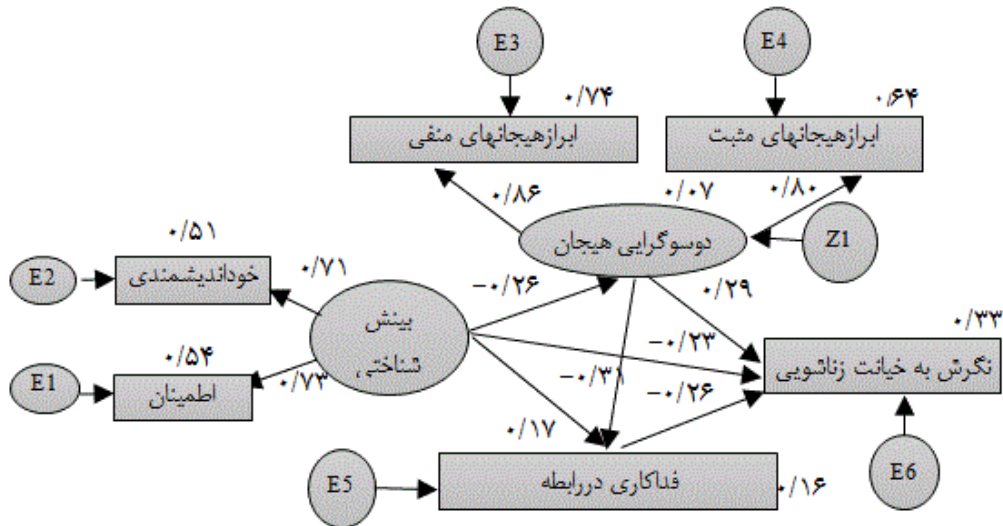 E3
E4
۰/۷۴
۰/۶۴
ابرازهیجانهای منفی
ابرازهیجانهای مثبت
۰/۸۶
۰/۰۷
۰/۸۰
دوسوگرایی هیجان
Z1
۰/۵۱
E2
خوداندیشمندی
۰/۷۱
-۰/۲۶
۰/۲۹
بینش
شناختی
۰/۳۳
-۰/۲۳
نگرش به خیانت زناشویی
۰/۵۴
E1
اطمینان
۰/۷۳
-۰/۳۱
-۰/۲۶
۰/۱۷
E5
فداکاری دررابطه
۰/۱۶
E6